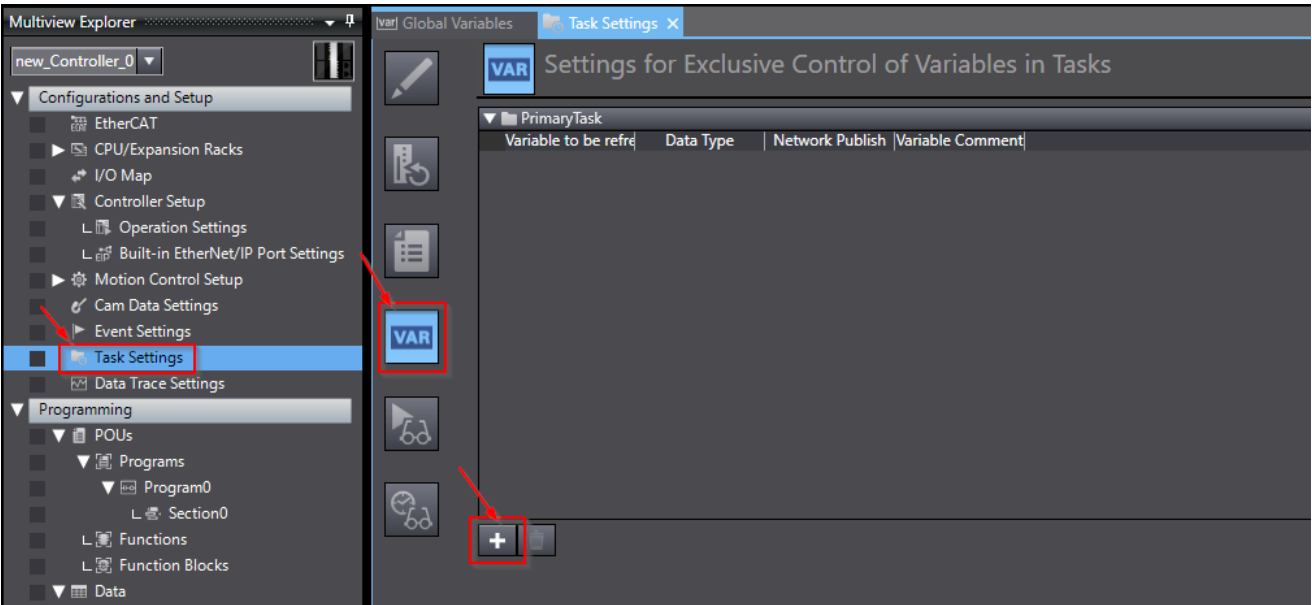 Multiview Explorer
new_Controller_0
Configurations and Setup
EtherCAT
CPU/Expansion Racks
I/O Map
Controller Setup
Operation Settings
Built-in EtherNet/IP Port Settings
Motion Control Setup
Cam Data Settings
Event Settings
Task Settings
Data Trace Settings
Programming
POUs
Programs
Program0
Section0
Functions
Function Blocks
Data
var Global Variables Task Settings
VAR Settings for Exclusive Control of Variables in Tasks
PrimaryTask
Variable to be refre Data Type Network Publish Variable Comment
VAR